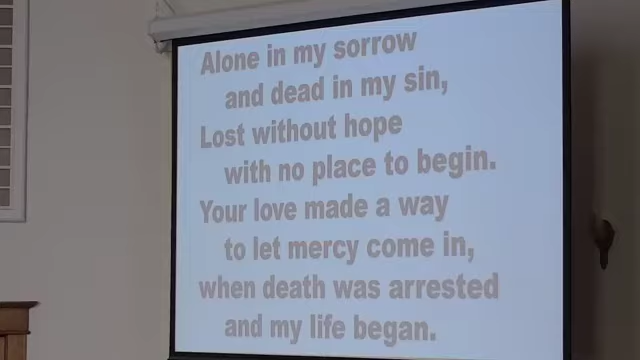 Alone in my sorrow
and dead in my sin,
Lost without hope
with no place to begin.
Your love made a way
to let mercy come in,
when death was arrested
and my life began.